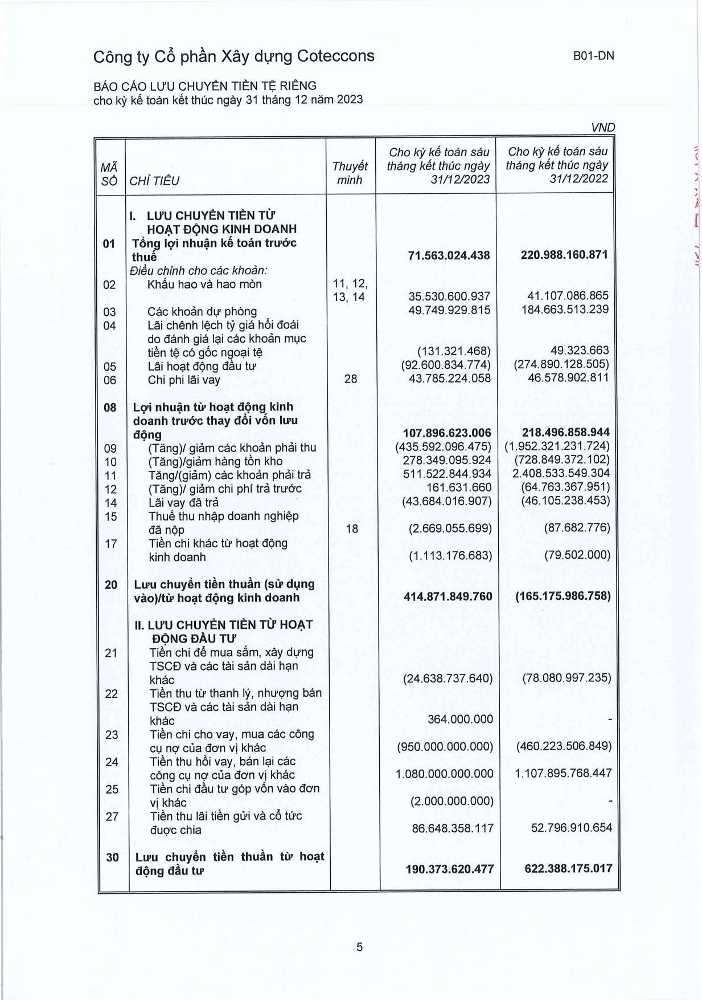 Công ty Cổ phần Xây dựng Coteccons B01-DN
BÁO CÁO LƯU CHUYỂN TIỀN TỆ RIÊNG
cho kỳ kế toán kết thúc ngày 31 tháng 12 năm 2023
VND
MÃ SỐ CHỈ TIÊU Thuyết minh Cho kỳ kế toán sáu tháng kết thúc ngày 31/12/2023 Cho kỳ kế toán sáu tháng kết thúc ngày 31/12/2022
I. LƯU CHUYỂN TIỀN TỪ
HOẠT ĐỘNG KINH DOANH
01 Tổng lợi nhuận kế toán trước
thuế 71.563.024.438 220.988.160.871
Điều chỉnh cho các khoản:
02 Khấu hao và hao mòn 11, 12,
13, 14 35.530.600.937 41.107.086.865
03 Các khoản dự phòng 49.749.929.815 184.663.513.239
04 Lãi chênh lệch tỷ giá hối đoái
do đánh giá lại các khoản mục
tiền tệ có gốc ngoại tệ (131.321.468) 49.323.663
05 Lãi hoạt động đầu tư (92.600.834.774) (274.890.128.505)
06 Chi phi lãi vay 28 43.785.224.058 46.578.902.811
08 Lợi nhuận từ hoạt động kinh
doanh trước thay đổi vốn lưu
động 107.896.623.006 218.496.858.944
09 (Tăng)/ giảm các khoản phải thu (435.592.096.475) (1.952.321.231.724)
10 (Tăng)/giảm hàng tồn kho 278.349.095.924 (728.849.372.102)
11 Tăng/(giảm) các khoản phải trả 511.522.844.934 2.408.533.549.304
12 (Tăng)/ giảm chi phí trả trước 161.631.660 (64.763.367.951)
14 Lãi vay đã trả (43.684.016.907) (46.105.238.453)
15 Thuế thu nhập doanh nghiệp
đã nộp 18 (2.669.055.699) (87.682.776)
17 Tiền chi khác từ hoạt động
kinh doanh (1.113.176.683) (79.502.000)
20 Lưu chuyển tiền thuần (sử dụng
vào)/từ hoạt động kinh doanh 414.871.849.760 (165.175.986.758)
II. LƯU CHUYỂN TIỀN TỪ HOẠT
ĐỘNG ĐẦU TƯ
21 Tiền chi để mua sắm, xây dựng
TSCĐ và các tài sản dài hạn
khác (24.638.737.640) (78.080.997.235)
22 Tiền thu từ thanh lý, nhượng bán
TSCĐ và các tài sản dài hạn
khác 364.000.000 -
23 Tiền chi cho vay, mua các công
cụ nợ của đơn vị khác (950.000.000.000) (460.223.506.849)
24 Tiền thu hồi vay, bán lại các
công cụ nợ của đơn vị khác 1.080.000.000.000 1.107.895.768.447
25 Tiền chi đầu tư góp vốn vào đơn
vị khác (2.000.000.000) -
27 Tiền thu lãi tiền gửi và cổ tức
được chia 86.648.358.117 52.796.910.654
30 Lưu chuyển tiền thuần từ hoạt
động đầu tư 190.373.620.477 622.388.175.017
5